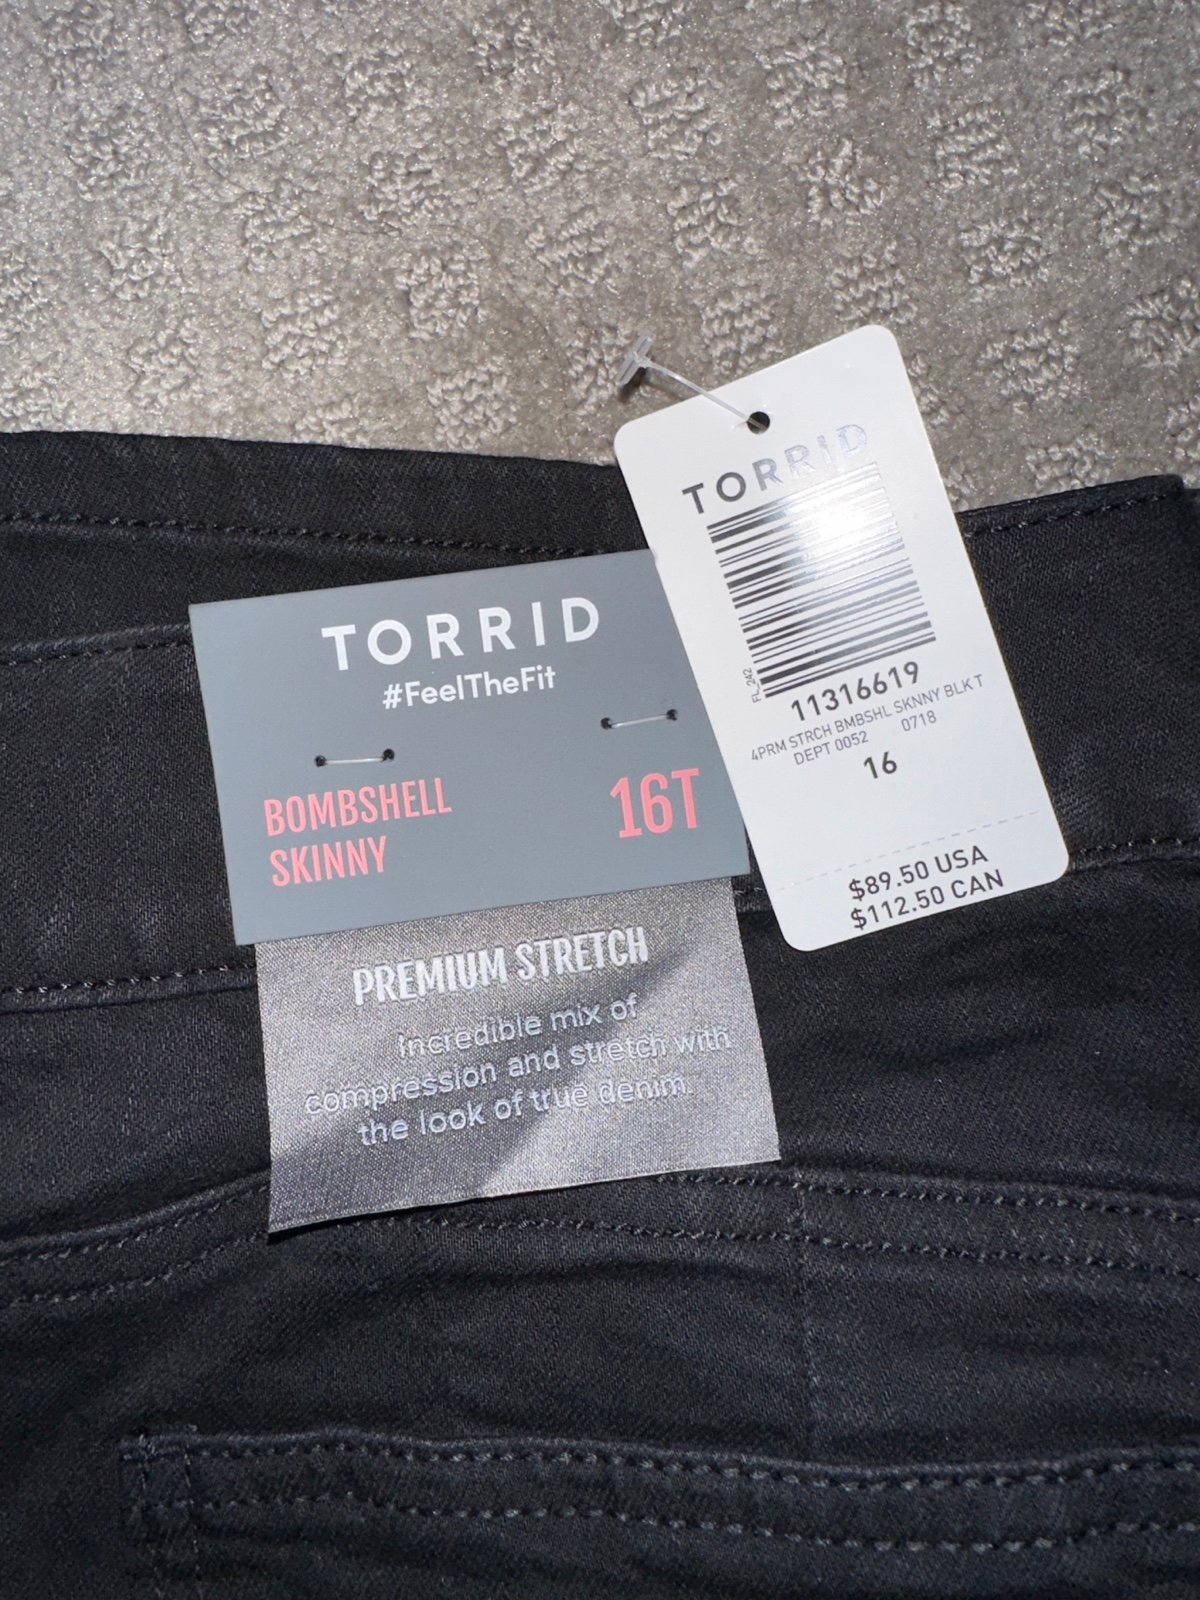 TORRID
FL_242
11316619
4PRM STRCH BMBSHL SKNNY BLK T
DEPT 0052 0718
16
$89.50 USA
$112.50 CAN
TORRID
#FeelTheFit
BOMBSHELL
SKINNY
16T
PREMIUM STRETCH
Incredible mix of
compression and stretch with
the look of true denim.